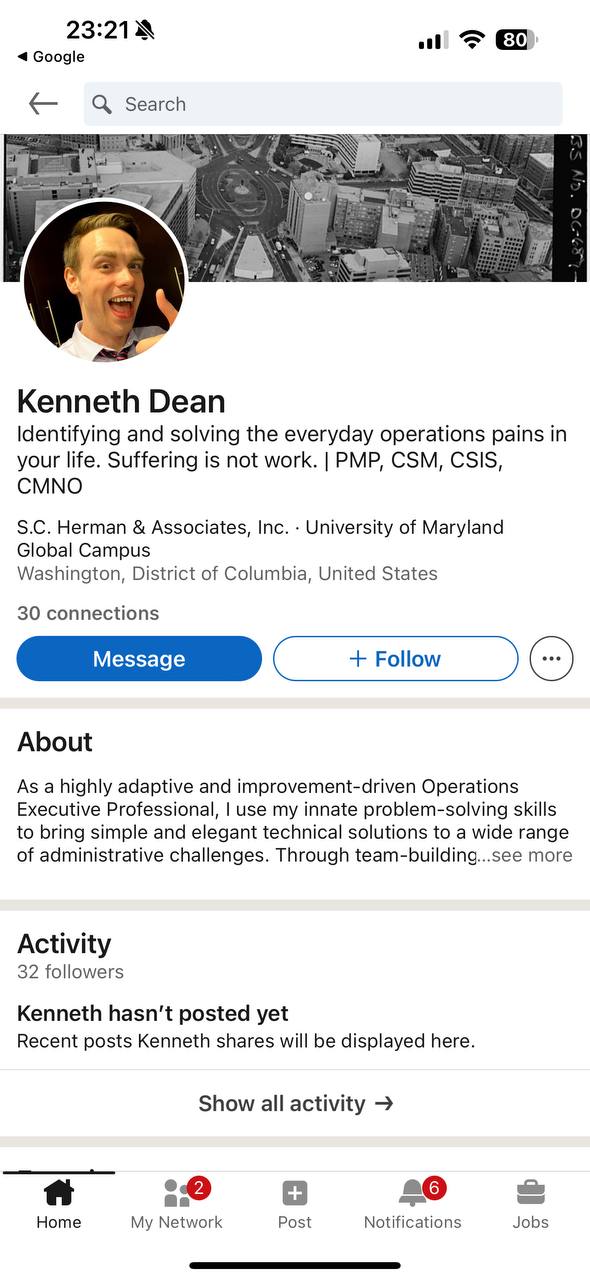 23:21
80
◀ Google
Search
BS No. DC-689
Kenneth Dean
Identifying and solving the everyday operations pains in
your life. Suffering is not work. | PMP, CSM, CSIS,
CMNO
S.C. Herman & Associates, Inc. · University of Maryland
Global Campus
Washington, District of Columbia, United States
30 connections
Message
+ Follow
About
As a highly adaptive and improvement-driven Operations
Executive Professional, I use my innate problem-solving skills
to bring simple and elegant technical solutions to a wide range
of administrative challenges. Through team-building...see more
Activity
32 followers
Kenneth hasn’t posted yet
Recent posts Kenneth shares will be displayed here.
Show all activity →
2
6
Home
My Network
Post
Notifications
Jobs